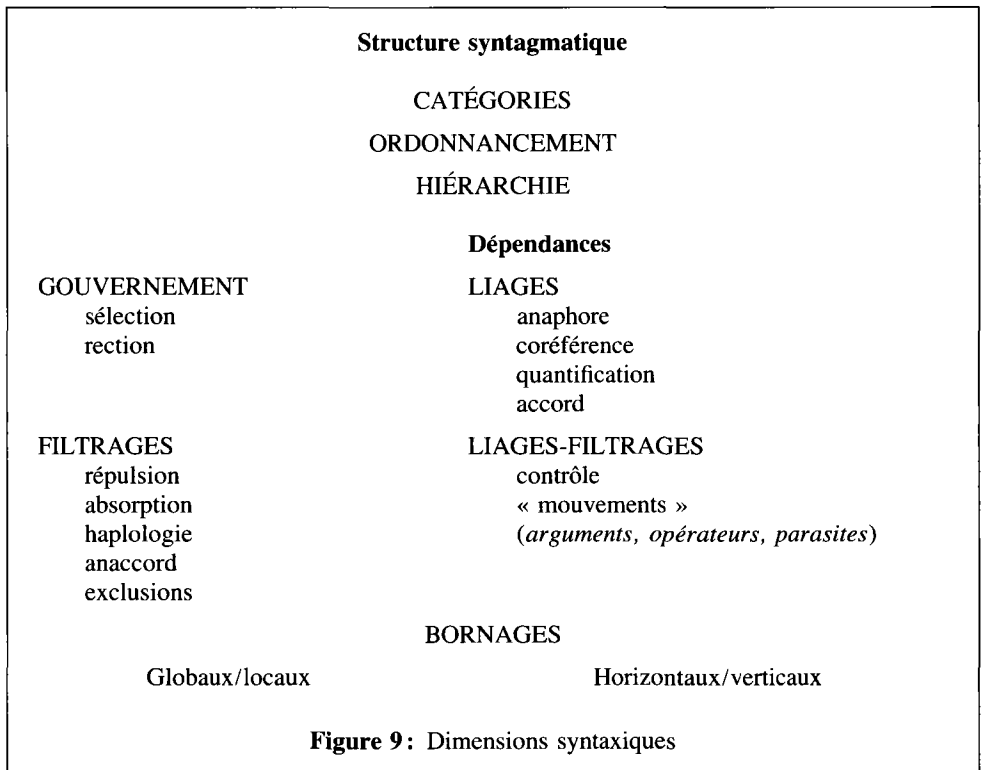 Structure syntagmatique
CATÉGORIES
ORDONNANCEMENT
HIÉRARCHIE
Dépendances
GOUVERNEMENT
sélection
rection
LIAGES
anaphore
coréférence
quantification
accord
FILTRAGES
répulsion
absorption
haplologie
anaccord
exclusions
LIAGES-FILTRAGES
contrôle
« mouvements »
(arguments, opérateurs, parasites)
BORNAGES
Globaux/locaux
Horizontaux/verticaux
Figure 9 : Dimensions syntaxiques